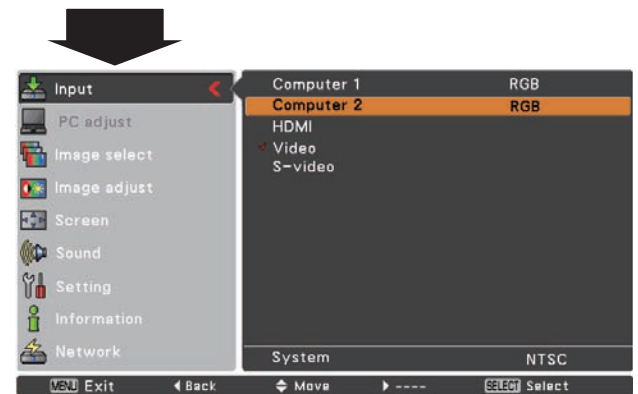 Input
PC adjust
Image select
Image adjust
Screen
Sound
Setting
Information
Network
Computer 1 RGB
Computer 2 RGB
HDMI
Video
S-video
System NTSC
MENU Exit Back Move ---- SELECT Select